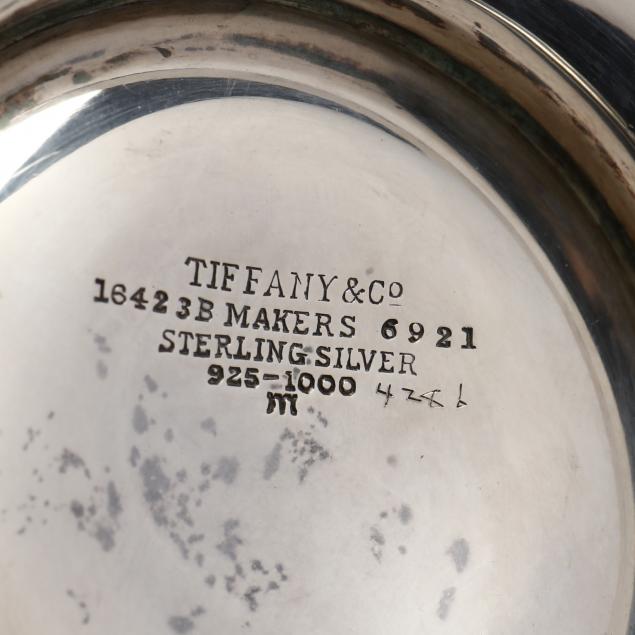 TIFFANY & Cº
16423B MAKERS 6921
STERLING SILVER
925-1000
m